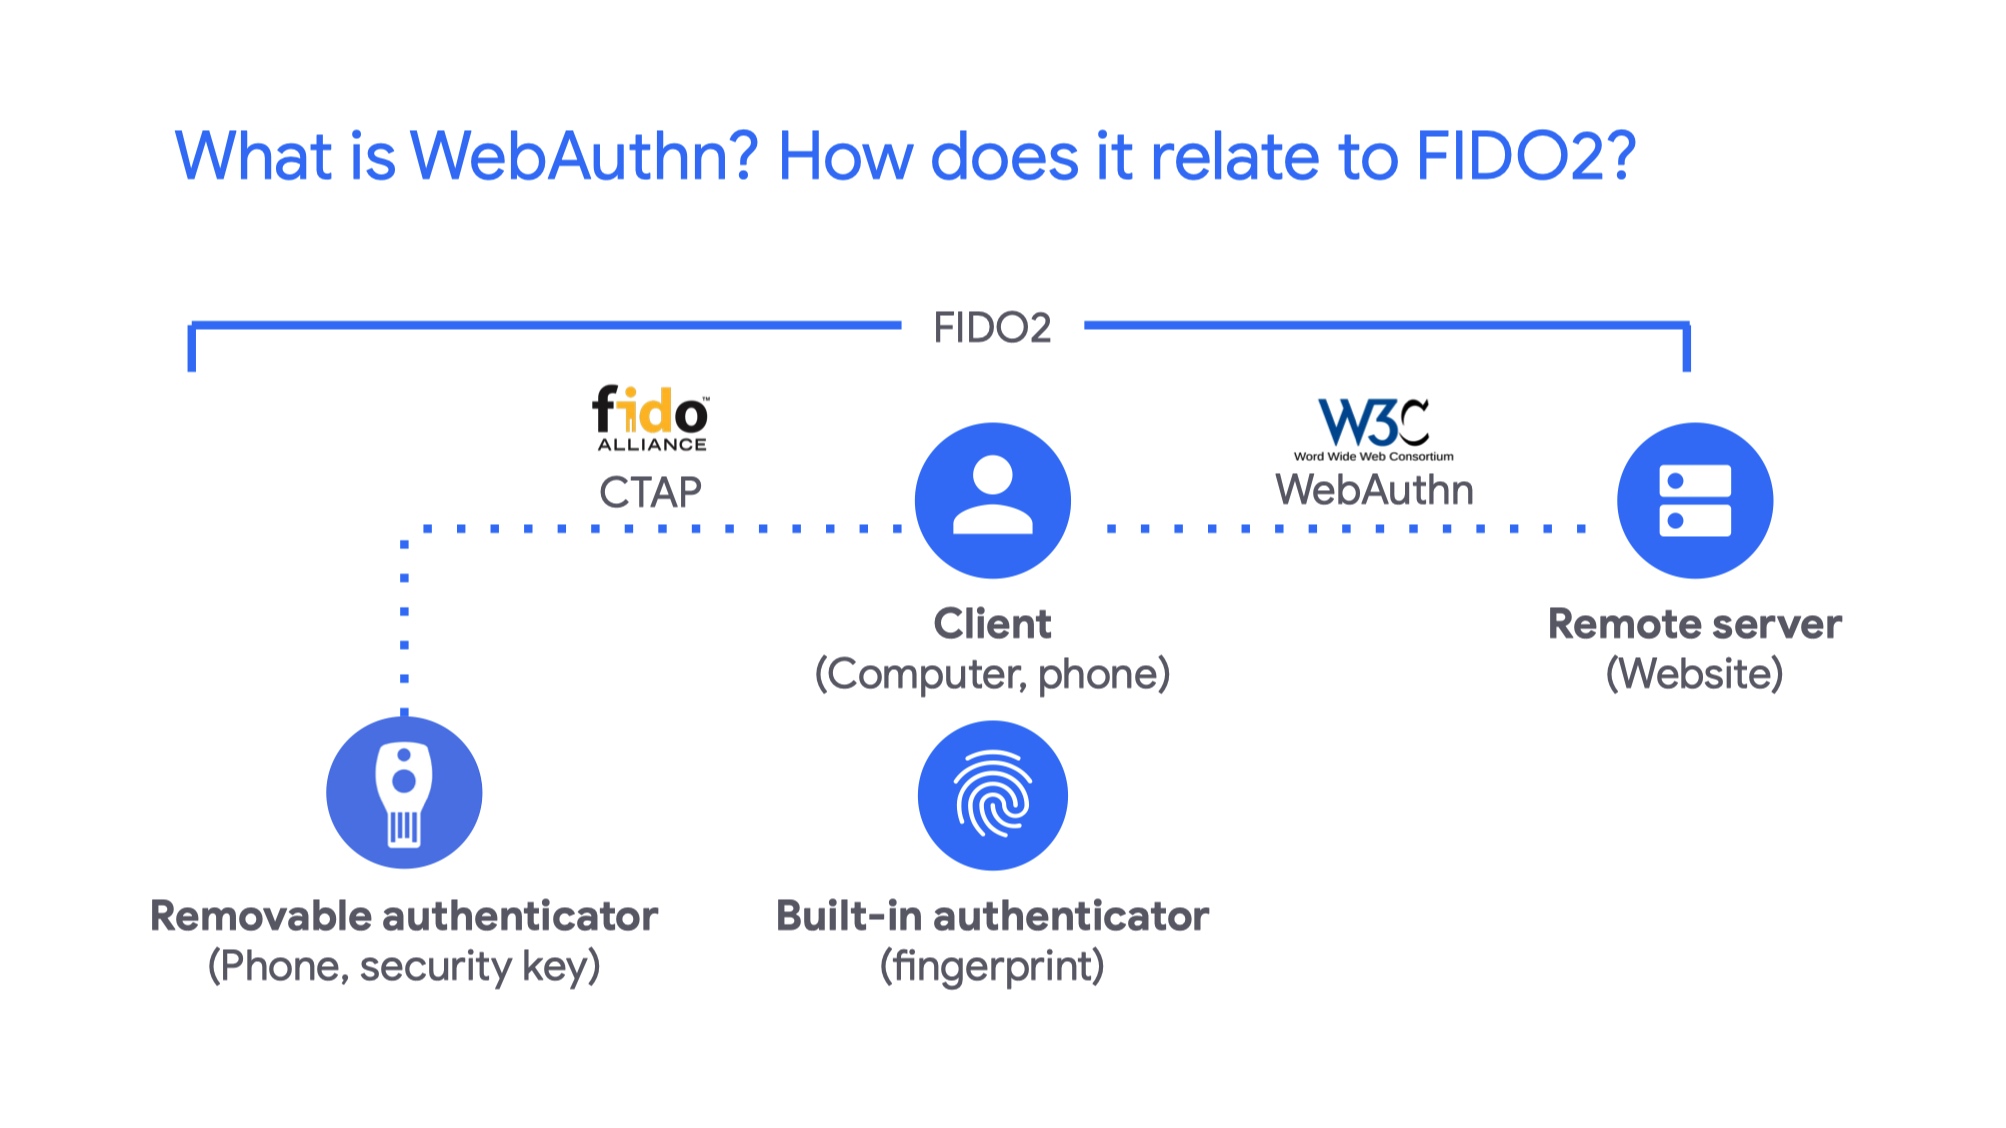 What is WebAuthn? How does it relate to FIDO2?
FIDO2
fido™
ALLIANCE
CTAP
W3C
Word Wide Web Consortium
WebAuthn
Client
(Computer, phone)
Remote server
(Website)
Removable authenticator
(Phone, security key)
Built-in authenticator
(fingerprint)